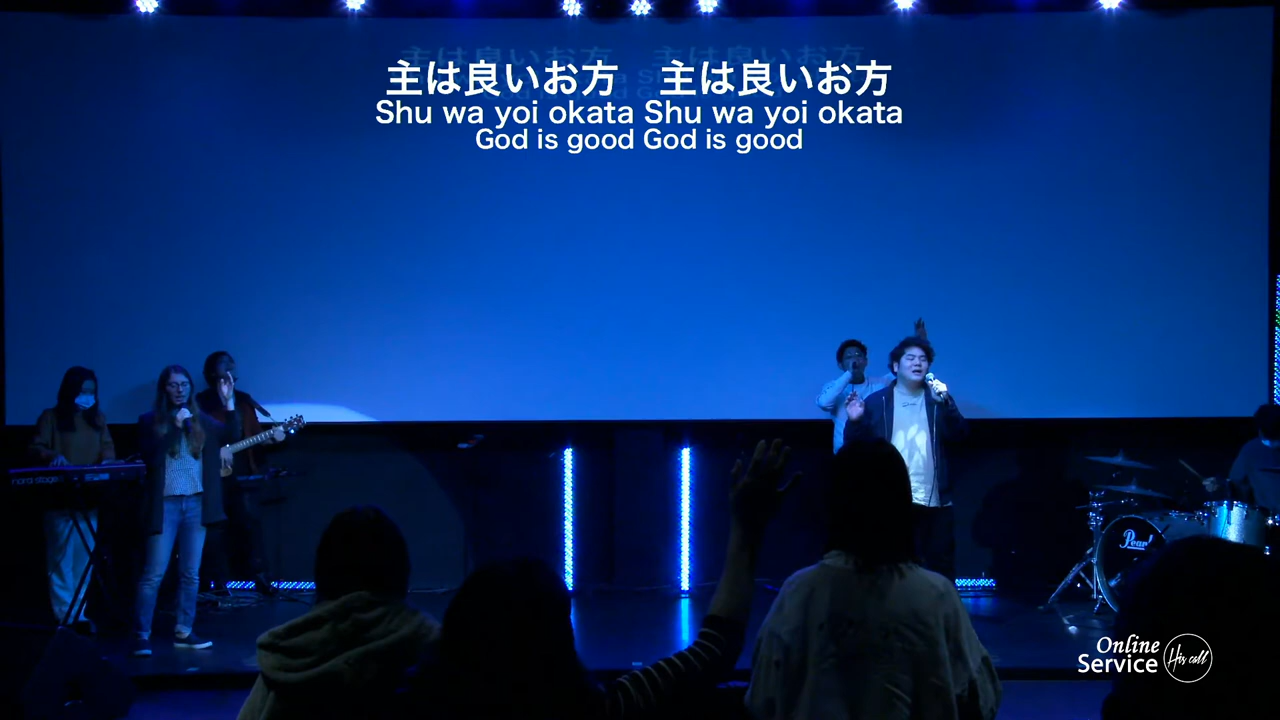 主は良いお方　主は良いお方
Shu wa yoi okata Shu wa yoi okata
God is good God is good
nord stage
Pearl
Online
Service
His call